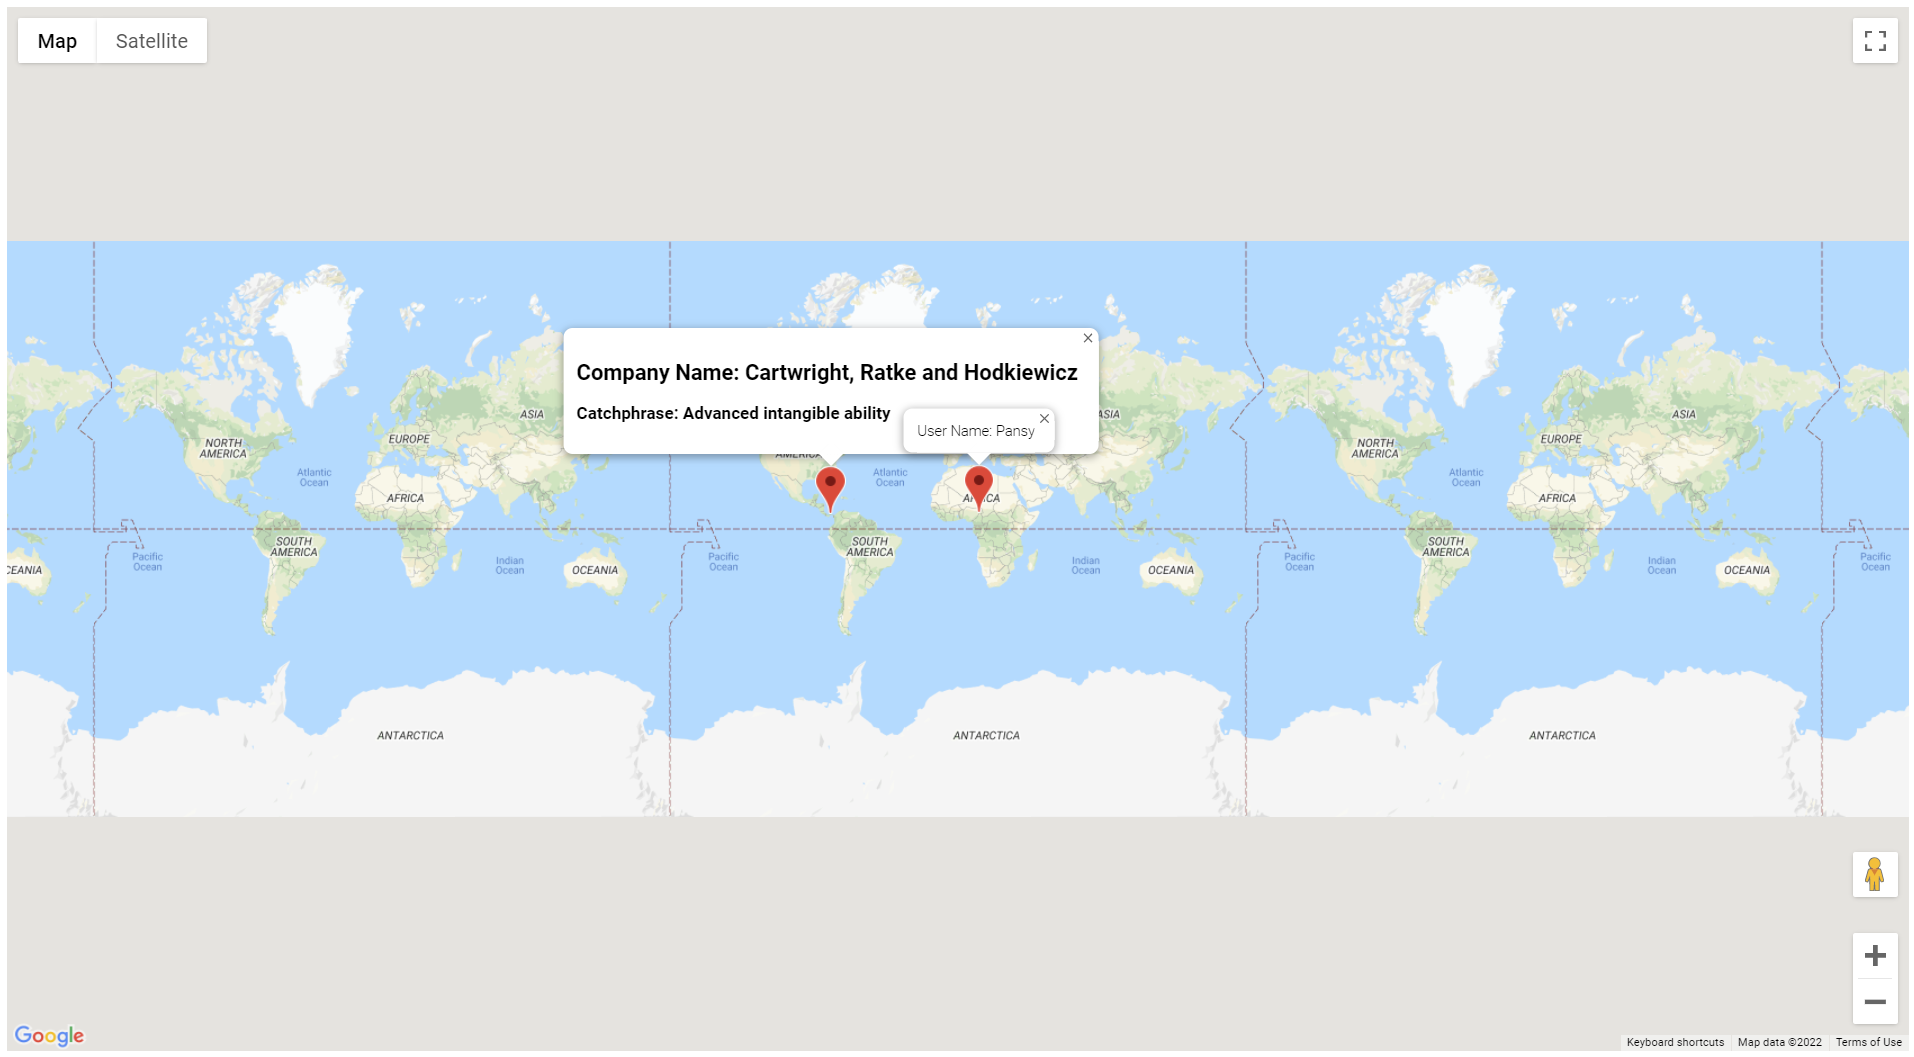 Map
Satellite
Company Name: Cartwright, Ratke and Hodkiewicz
Catchphrase: Advanced intangible ability
User Name: Pansy
ASIA
ASIA
ASIA
NORTH
AMERICA
EUROPE
AMERICA
NORTH
AMERICA
EUROPE
Atlantic
Ocean
Atlantic
Ocean
Atlantic
Ocean
AFRICA
AFRICA
AFRICA
SOUTH
AMERICA
SOUTH
AMERICA
SOUTH
AMERICA
CEANIA
Pacific
Ocean
Indian
Ocean
OCEANIA
Pacific
Ocean
Indian
Ocean
OCEANIA
Pacific
Ocean
Indian
Ocean
OCEANIA
Pacific
Ocean
ANTARCTICA
ANTARCTICA
ANTARCTICA
Google
Keyboard shortcuts
Map data ©2022
Terms of Use